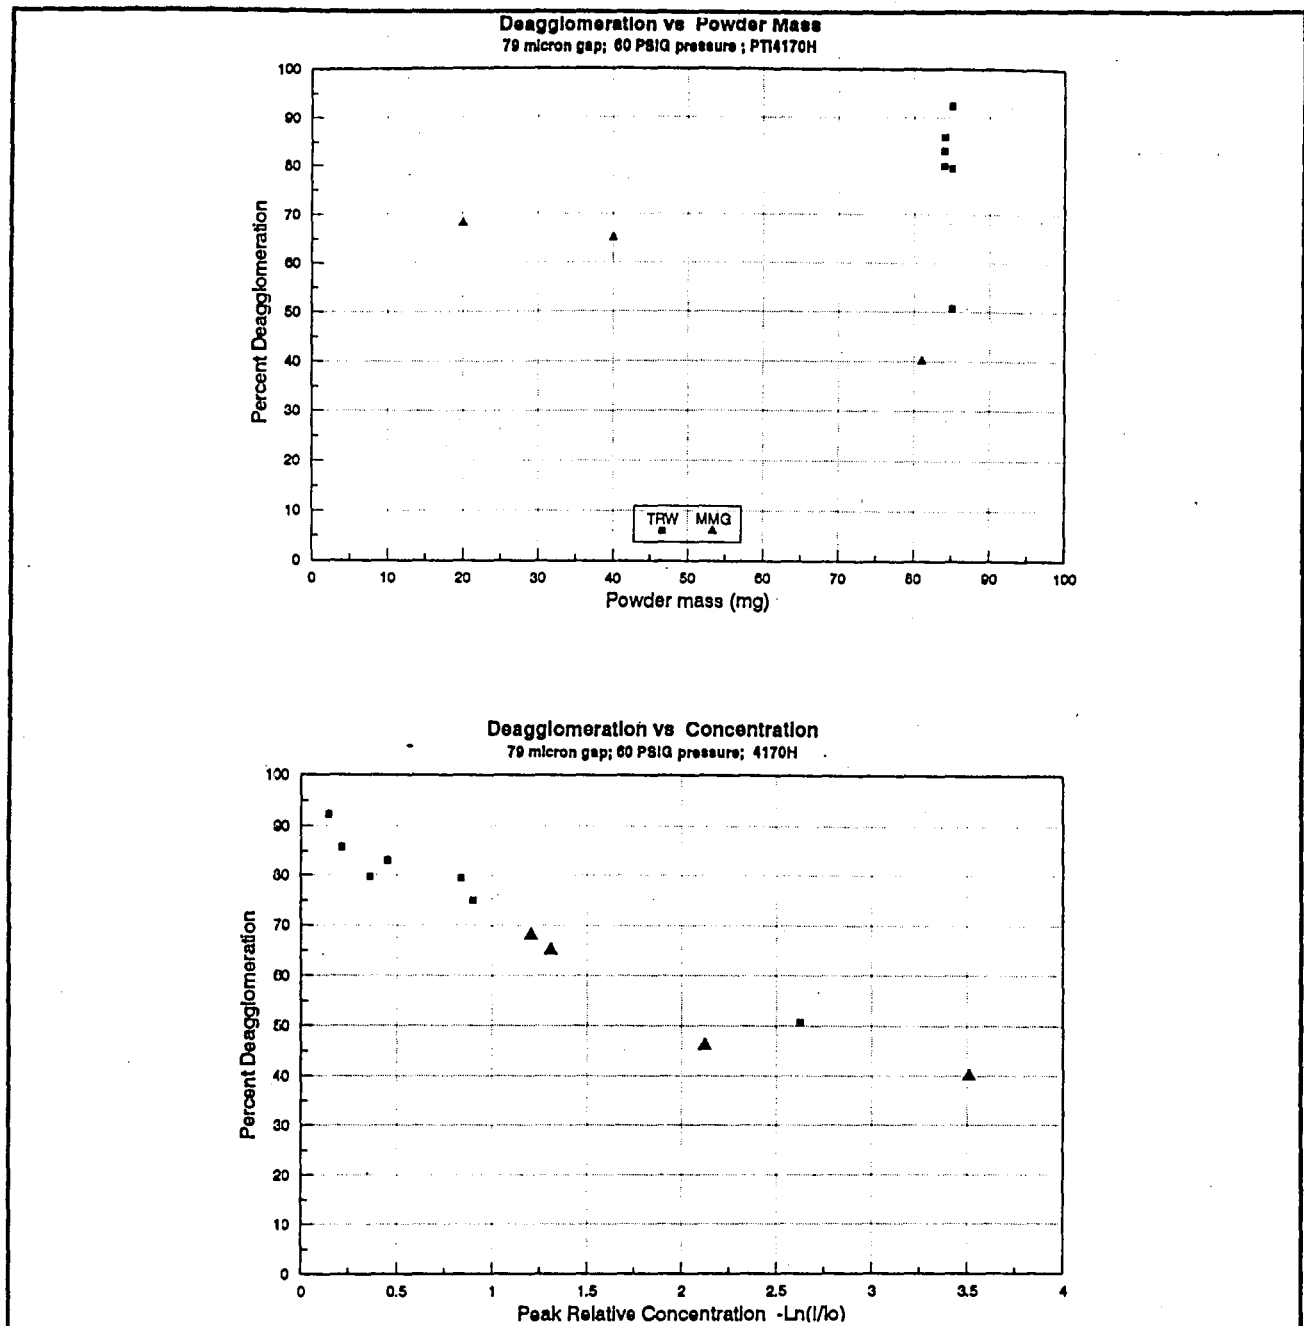 Deagglomeration vs Powder Mass
79 micron gap; 60 PSIG pressure ; PTI4170H
100
90
80
70
60
50
40
30
20
10
0
Percent Deagglomeration
TRW MMG
0 10 20 30 40 50 60 70 80 90 100
Powder mass (mg)
Deagglomeration vs Concentration
79 micron gap; 60 PSIG pressure; 4170H
100
90
80
70
60
50
40
30
20
10
0
Percent Deagglomeration
0 0.5 1 1.5 2 2.5 3 3.5 4
Peak Relative Concentration -Ln(I/Io)